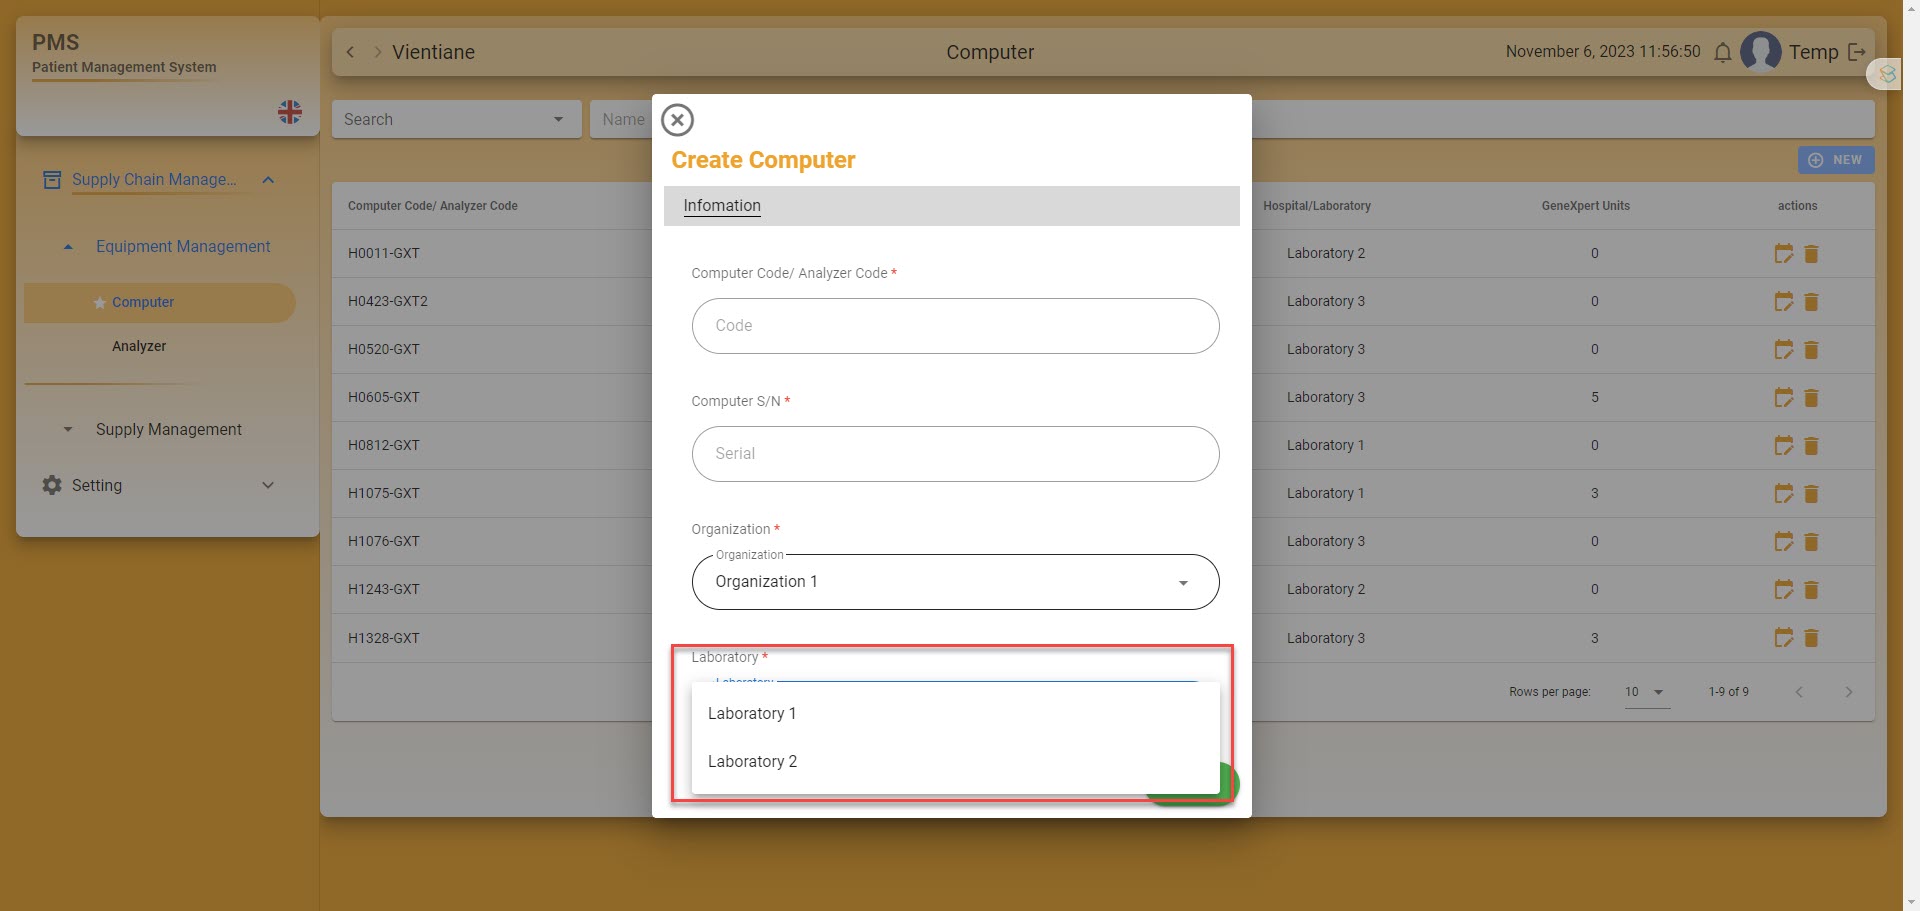 PMS
Patient Management System
Supply Chain Manage...
Equipment Management
Computer
Analyzer
Supply Management
Setting
Vientiane
Computer
November 6, 2023 11:56:50
Temp
Search
Name
NEW
Computer Code/ Analyzer Code
Hospital/Laboratory
GeneXpert Units
actions
H0011-GXT
Laboratory 2
0
H0423-GXT2
Laboratory 3
0
H0520-GXT
Laboratory 3
0
H0605-GXT
Laboratory 3
5
H0812-GXT
Laboratory 1
0
H1075-GXT
Laboratory 1
3
H1076-GXT
Laboratory 3
0
H1243-GXT
Laboratory 2
0
H1328-GXT
Laboratory 3
3
Rows per page:
10
1-9 of 9
Create Computer
Infomation
Computer Code/ Analyzer Code *
Code
Computer S/N *
Serial
Organization *
Organization
Organization 1
Laboratory *
Laboratory
Laboratory 1
Laboratory 2